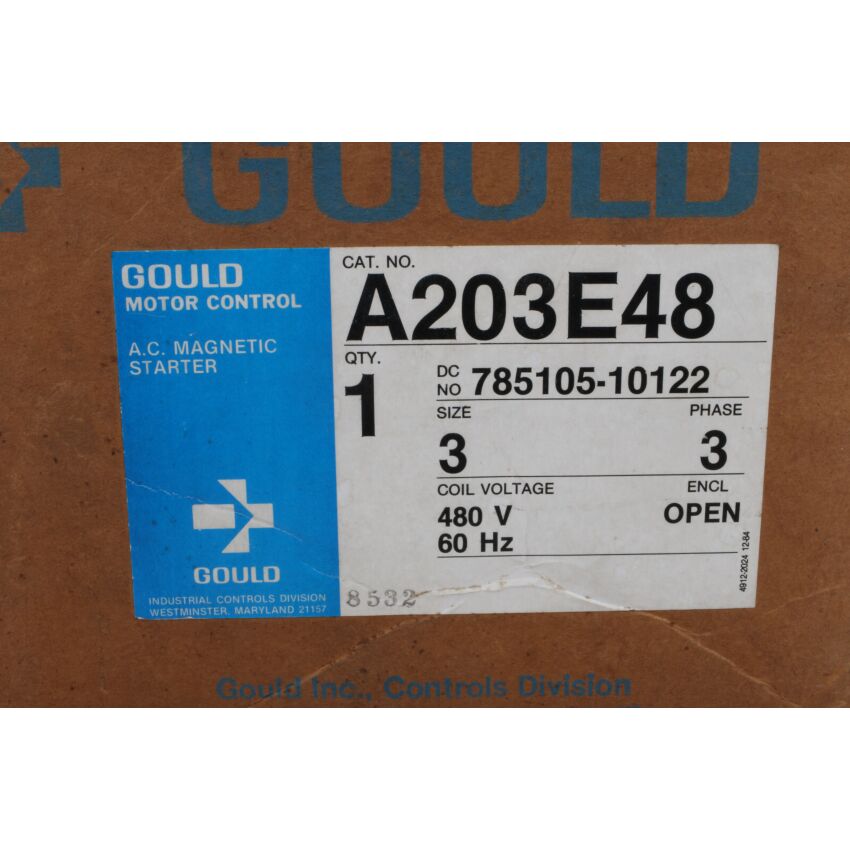 GOULD
GOULD
MOTOR CONTROL
A.C. MAGNETIC
STARTER
GOULD
INDUSTRIAL CONTROLS DIVISION
WESTMINSTER, MARYLAND 21157
CAT. NO.
A203E48
QTY.
1
DC
NO 785105-10122
SIZE PHASE
3 3
COIL VOLTAGE ENCL
480 V OPEN
60 Hz
4912-2024 12-84
8532
Gould Inc., Controls Division